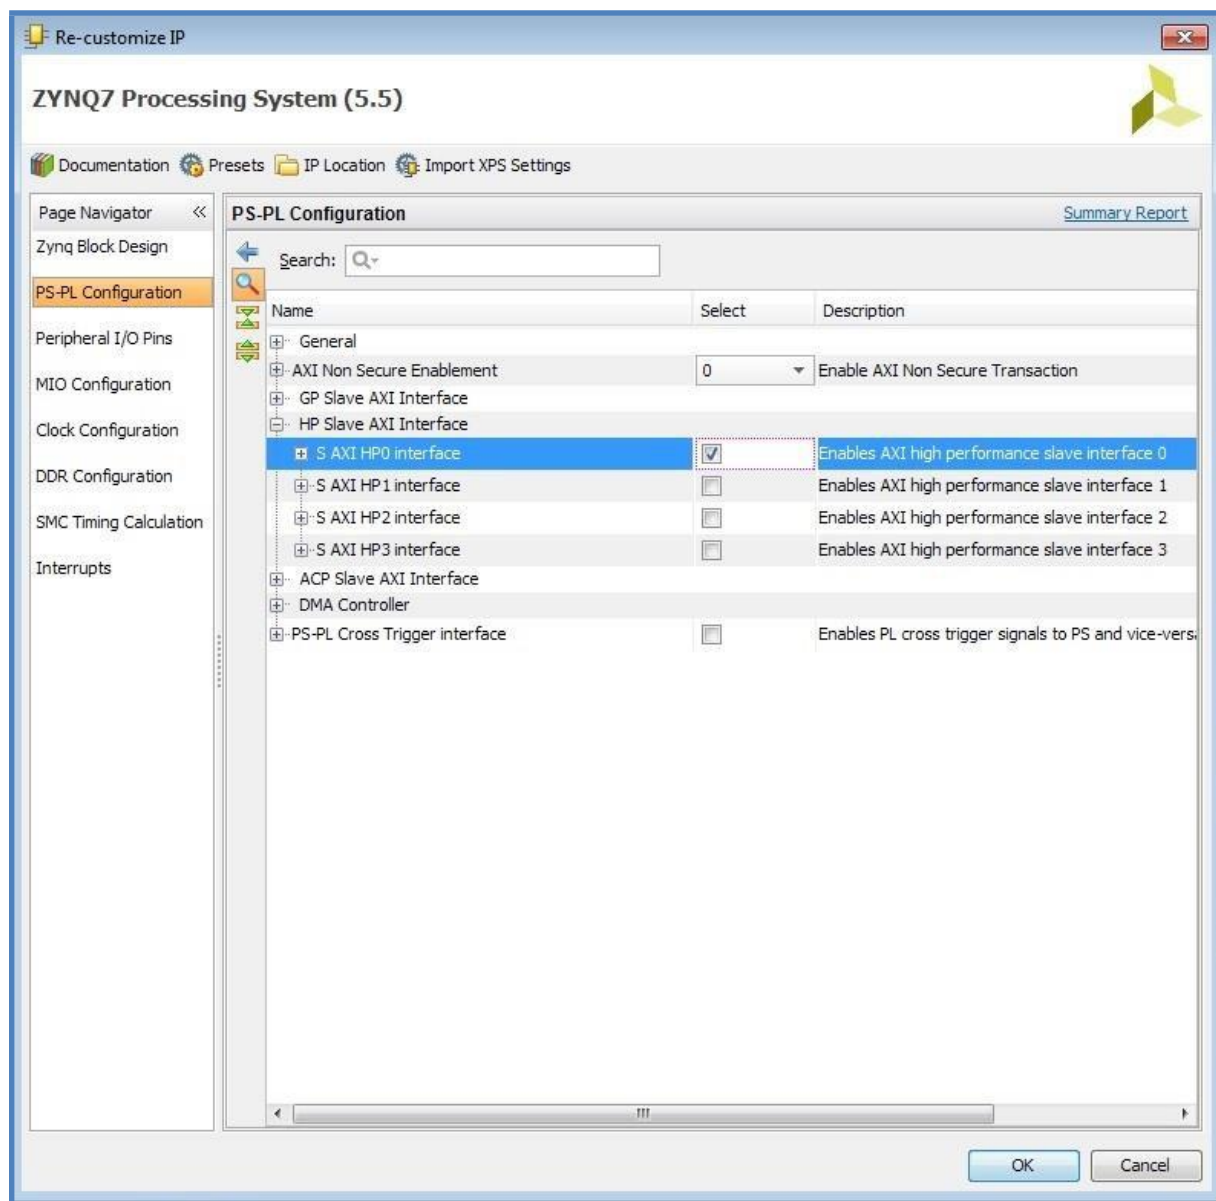 Re-customize IP
ZYNQ7 Processing System (5.5)
Documentation Presets IP Location Import XPS Settings
Page Navigator «
Zynq Block Design
PS-PL Configuration
Peripheral I/O Pins
MIO Configuration
Clock Configuration
DDR Configuration
SMC Timing Calculation
Interrupts
PS-PL Configuration Summary Report
Search:
Name Select Description
General
AXI Non Secure Enablement 0 Enable AXI Non Secure Transaction
GP Slave AXI Interface
HP Slave AXI Interface
S AXI HP0 interface Enables AXI high performance slave interface 0
S AXI HP1 interface Enables AXI high performance slave interface 1
S AXI HP2 interface Enables AXI high performance slave interface 2
S AXI HP3 interface Enables AXI high performance slave interface 3
ACP Slave AXI Interface
DMA Controller
PS-PL Cross Trigger interface Enables PL cross trigger signals to PS and vice-versa
OK Cancel